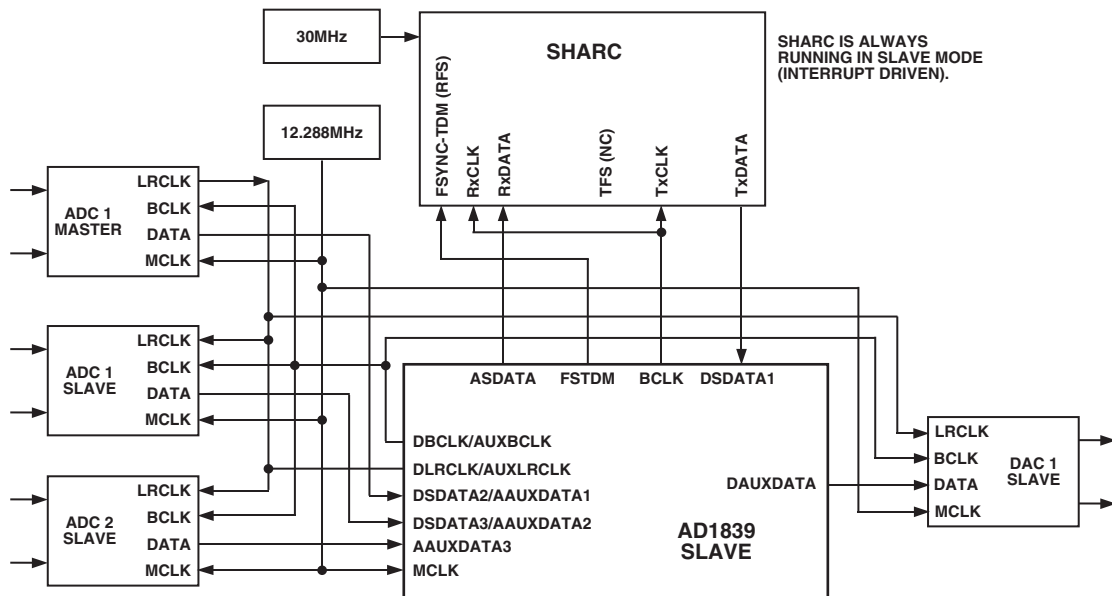 30MHz
SHARC
SHARC IS ALWAYS
RUNNING IN SLAVE MODE
(INTERRUPT DRIVEN).
FSYNC-TDM (RFS)
RxCLK
RxDATA
TFS (NC)
TxCLK
TxDATA
12.288MHz
ADC 1
MASTER
LRCLK
BCLK
DATA
MCLK
ADC 1
SLAVE
LRCLK
BCLK
DATA
MCLK
ADC 2
SLAVE
LRCLK
BCLK
DATA
MCLK
ASDATA
FSTDM
BCLK
DSDATA1
DBCLK/AUXBCLK
DLRCLK/AUXLRCLK
DSDATA2/AAUXDATA1
DSDATA3/AAUXDATA2
AAUXDATA3
MCLK
DAUXDATA
AD1839
SLAVE
LRCLK
BCLK
DATA
MCLK
DAC 1
SLAVE